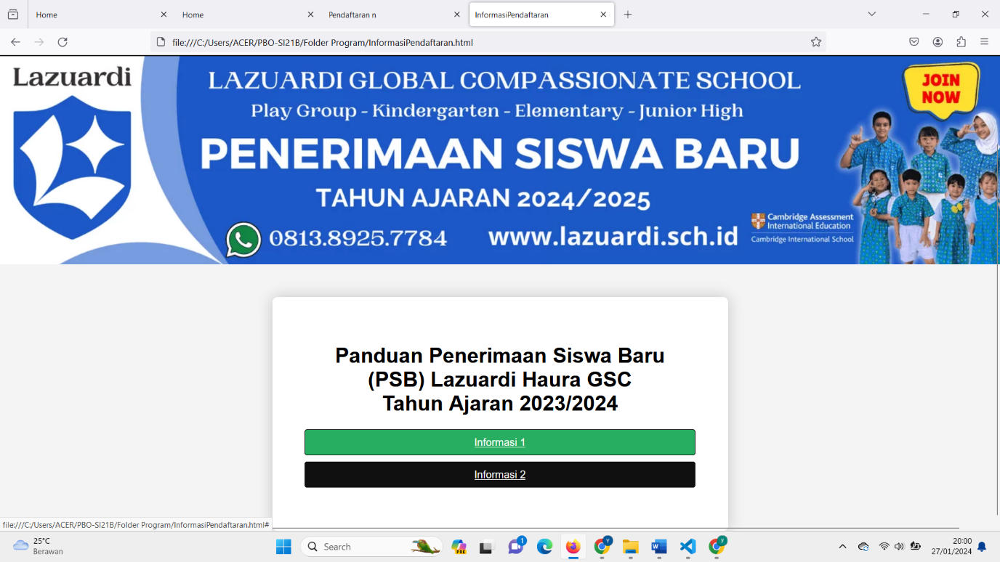 Home
Home
Pendaftaran n
InformasiPendaftaran
file:///C:/Users/ACER/PBO-SI21B/Folder Program/InformasiPendaftaran.html
Lazuardi
LAZUARDI GLOBAL COMPASSIONATE SCHOOL
JOIN
NOW
Play Group - Kindergarten - Elementary - Junior High
PENERIMAAN SISWA BARU
TAHUN AJARAN 2024/2025
0813.8925.7784
www.lazuardi.sch.id
Cambridge Assessment
International Education
Cambridge International School
Panduan Penerimaan Siswa Baru
(PSB) Lazuardi Haura GSC
Tahun Ajaran 2023/2024
Informasi 1
Informasi 2
file:///C:/Users/ACER/PBO-SI21B/Folder Program/InformasiPendaftaran.html#
25°C
Berawan
Search
PRE
1
Y
Y
20:00
27/01/2024